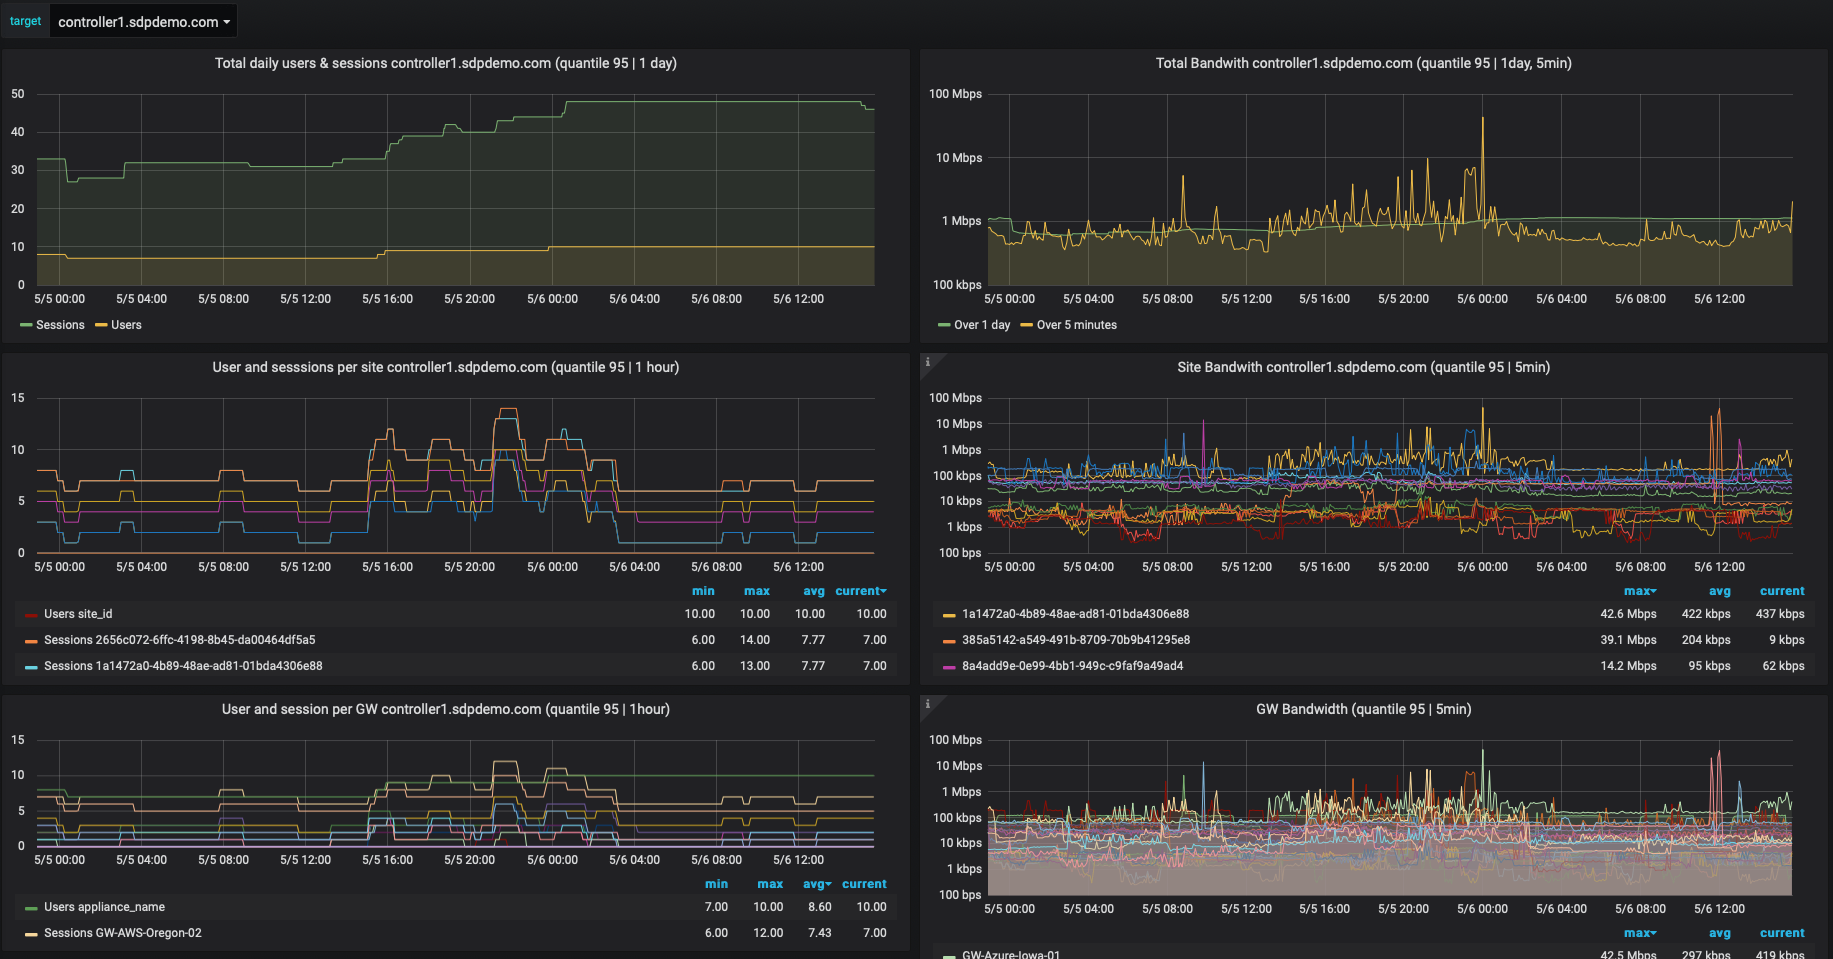 target controller1.sdpdemo.com
Total daily users & sessions controller1.sdpdemo.com (quantile 95 | 1 day)
50
40
30
20
10
0
5/5 00:00 5/5 04:00 5/5 08:00 5/5 12:00 5/5 16:00 5/5 20:00 5/6 00:00 5/6 04:00 5/6 08:00 5/6 12:00
Sessions Users
Total Bandwith controller1.sdpdemo.com (quantile 95 | 1day, 5min)
100 Mbps
10 Mbps
1 Mbps
100 kbps
5/5 00:00 5/5 04:00 5/5 08:00 5/5 12:00 5/5 16:00 5/5 20:00 5/6 00:00 5/6 04:00 5/6 08:00 5/6 12:00
Over 1 day Over 5 minutes
User and sesssions per site controller1.sdpdemo.com (quantile 95 | 1 hour)
15
10
5
0
5/5 00:00 5/5 04:00 5/5 08:00 5/5 12:00 5/5 16:00 5/5 20:00 5/6 00:00 5/6 04:00 5/6 08:00 5/6 12:00
min max avg current
Users site_id 10.00 10.00 10.00 10.00
Sessions 2656c072-6ffc-4198-8b45-da00464df5a5 6.00 14.00 7.77 7.00
Sessions 1a1472a0-4b89-48ae-ad81-01bda4306e88 6.00 13.00 7.77 7.00
i
Site Bandwith controller1.sdpdemo.com (quantile 95 | 5min)
100 Mbps
10 Mbps
1 Mbps
100 kbps
10 kbps
1 kbps
100 bps
5/5 00:00 5/5 04:00 5/5 08:00 5/5 12:00 5/5 16:00 5/5 20:00 5/6 00:00 5/6 04:00 5/6 08:00 5/6 12:00
max avg current
1a1472a0-4b89-48ae-ad81-01bda4306e88 42.6 Mbps 422 kbps 437 kbps
385a5142-a549-491b-8709-70b9b41295e8 39.1 Mbps 204 kbps 9 kbps
8a4add9e-0e99-4bb1-949c-c9faf9a49ad4 14.2 Mbps 95 kbps 62 kbps
User and session per GW controller1.sdpdemo.com (quantile 95 | 1hour)
15
10
5
0
5/5 00:00 5/5 04:00 5/5 08:00 5/5 12:00 5/5 16:00 5/5 20:00 5/6 00:00 5/6 04:00 5/6 08:00 5/6 12:00
min max avg current
Users appliance_name 7.00 10.00 8.60 10.00
Sessions GW-AWS-Oregon-02 6.00 12.00 7.43 7.00
i
GW Bandwidth (quantile 95 | 5min)
100 Mbps
10 Mbps
1 Mbps
100 kbps
10 kbps
1 kbps
100 bps
5/5 00:00 5/5 04:00 5/5 08:00 5/5 12:00 5/5 16:00 5/5 20:00 5/6 00:00 5/6 04:00 5/6 08:00 5/6 12:00
max avg current
GW-Azure-Iowa-01 42.5 Mbps 297 kbps 419 kbps